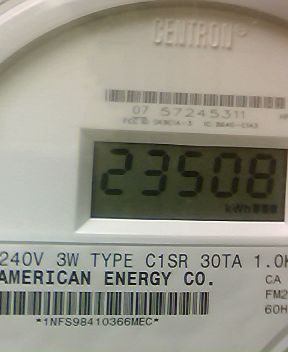 CENTRON®
07 57245311
23508
kWh
240V 3W TYPE C1SR 30TA 1.0K
AMERICAN ENERGY CO.
CA
FM2
60H
*1NFS98410366MEC*